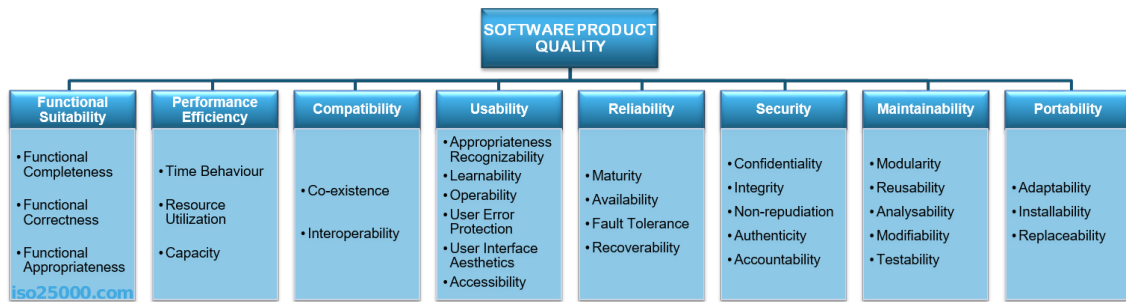 SOFTWARE PRODUCT
QUALITY
Functional
Suitability
• Functional
Completeness
• Functional
Correctness
• Functional
Appropriateness
Performance
Efficiency
• Time Behaviour
• Resource
Utilization
• Capacity
Compatibility
• Co-existence
• Interoperability
Usability
• Appropriateness
Recognizability
• Learnability
• Operability
• User Error
Protection
• User Interface
Aesthetics
• Accessibility
Reliability
• Maturity
• Availability
• Fault Tolerance
• Recoverability
Security
• Confidentiality
• Integrity
• Non-repudiation
• Authenticity
• Accountability
Maintainability
• Modularity
• Reusability
• Analysability
• Modifiability
• Testability
Portability
• Adaptability
• Installability
• Replaceability
iso25000.com